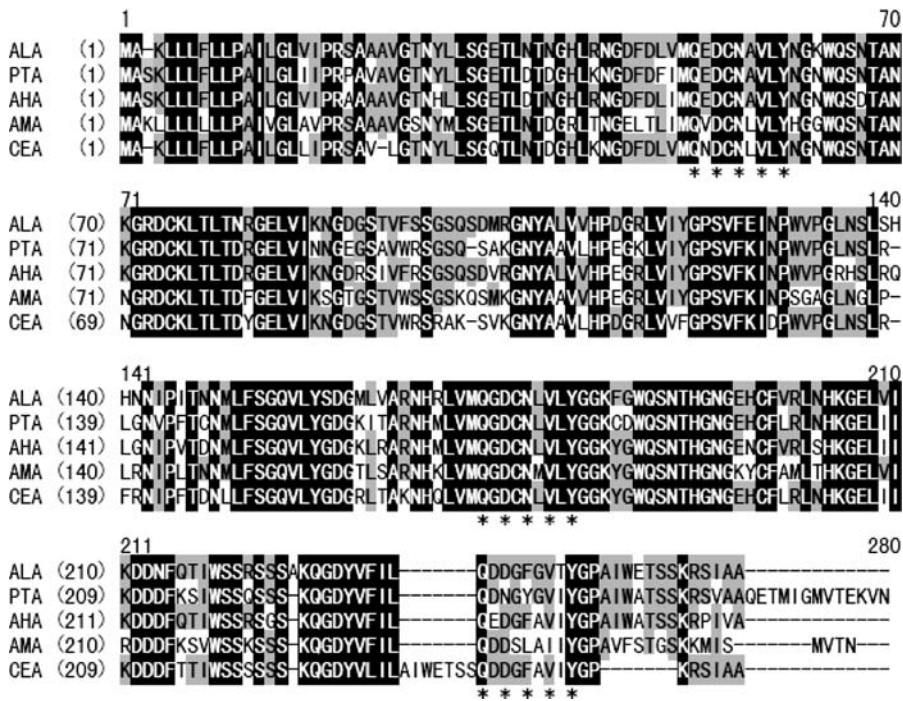 1 70
ALA (1) MA-KLLLFLLPAILGLVIPRSAAAVGTNYLLSGETLNTNGHLRNGDFDLVMQEDCNAVLYNGKWQSNTAN
PTA (1) MASKLLLFLLPAILGLIIPRPAVAVGTNYLLSGETLDTDGHLKNGDFDFIMQEDCNAVLYNGNWQSNTAN
AHA (1) MASKLLLFLLPAILGLVIPRAAAAVGTNHLLSGETLDTNGHLRNGDFDLIMQEDCNAVLYNGNWQSDTAN
AMA (1) MAKLLLLLLPAIVGLAVPRSAAAVGSNYMLSGETLNTDGRLTNGELTLIMQVDCNLVLYHGGWQSNTAN
CEA (1) MA-KLLLFLLPAILGLLIPRSAV-LGTNYLLSGQTLNTNGHLKNGDFDLVMQNDCNLVLYNGNWQSNTAN
* * * * *
71 140
ALA (70) KGRDCKLTLTNRGELVIKNGDGSTVFSSGSQSDMRGNYALVVHPDGRLVIYGPSVFEINPWVPGLNSLSH
PTA (71) KGRDCKLTLTDRGELVINNGEGSAVWRSGSQ-SAKGNYAAVLHPEGKLVIYGPSVFKINPWVPGLNSLR-
AHA (71) KGRDCKLTLTDRGELVIKNGDRSIVFRSGSQSDVRGNYALVVHPEGRLVIYGPSVFKINPWVPGRHSLRQ
AMA (71) NGRDCKLTLTDFGELVIKSGTGSTVWSSGSKQSMKGNYAAVVHPEGRLVIYGPSVFKINPSGAGLNGLP-
CEA (69) NGRDCKLTLTDYGELVIKNGDGSTVWRSRAK-SVKGNYAAVLHPDGRLVVFGPSVFKIDPWVPGLNSLR-
141 210
ALA (140) HNNIPITNNMLFSGQVLYSDGMLVARNHRLVMQGDCNLVLYGGKFGWQSNTHGNGEHCFVRLNHKGELVI
PTA (139) LGNVPFTCNMLFSGQVLYGDGKITARNHMLVMQGDCNLVLYGGKCDWQSNTHGNGEHCFLRLNHKGELII
AHA (141) LGNIPVTDNMLFSGQVLYGDGKLRARNHMLVMQGDCNLVLYGGKYGWQSNTHGNGENCFVRLSHKGELII
AMA (140) LRNIPLTNNMLFSGQVLYGDGTLSARNHKLVMQGDCNMVLYGGKYGWQSNTHGNGKYCFAMLTHKGELVI
CEA (139) FRNIPFTDNLLFSGQVLYGDGRLTAKNHQLVMQGDCNLVLYGGKYGWQSNTHGNGEHCFLRLNHKGELII
* * * * *
211 280
ALA (210) KDDNFQTIWSSRSSSAKQGDYVFIL-------QDDGFGVTYGPAIWETSSKRSIAA-------------
PTA (209) KDDDFKSIWSSQSSS-KQGDYVFIL-------QDNGYGVIYGPAIWATSSKRSVAAQETMIGMVTEKVN
AHA (211) KDDDFQTIWSSRSGS-KQGDYVFIL-------QEDGFAVIYGPAIWATSSKRPIVA-------------
AMA (210) RDDDFKSVWSSKSSS-KQGDYVFIL-------QDDSLAIIYGPAVFSTGSKKMIS-------MVTN---
CEA (209) KDDDFTTIWSSSSSS-KQGDYVFILAIWETSSQDDGFAVIYGP-------KRSIAA-------------
* * * * *